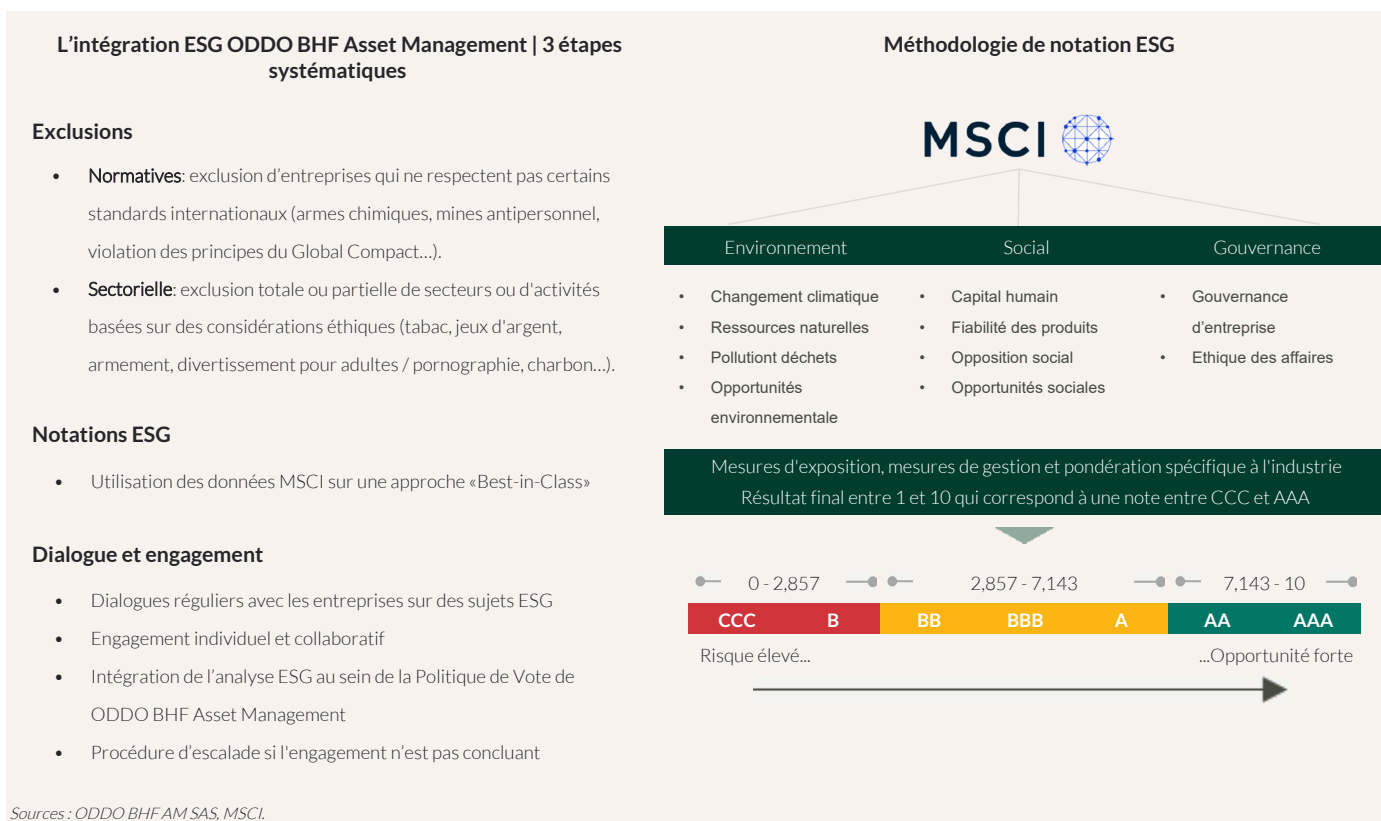 L’intégration ESG ODDO BHF Asset Management | 3 étapes
systématiques
Exclusions
• Normatives: exclusion d’entreprises qui ne respectent pas certains
standards internationaux (armes chimiques, mines antipersonnel,
violation des principes du Global Compact…).
• Sectorielle: exclusion totale ou partielle de secteurs ou d'activités
basées sur des considérations éthiques (tabac, jeux d'argent,
armement, divertissement pour adultes / pornographie, charbon…).
Notations ESG
• Utilisation des données MSCI sur une approche «Best-in-Class»
Dialogue et engagement
• Dialogues réguliers avec les entreprises sur des sujets ESG
• Engagement individuel et collaboratif
• Intégration de l’analyse ESG au sein de la Politique de Vote de
ODDO BHF Asset Management
• Procédure d’escalade si l'engagement n’est pas concluant
Méthodologie de notation ESG
MSCI
Environnement
• Changement climatique
• Ressources naturelles
• Pollutiont déchets
• Opportunités
environnementale
Social
• Capital humain
• Fiabilité des produits
• Opposition social
• Opportunités sociales
Gouvernance
• Gouvernance
d’entreprise
• Ethique des affaires
Mesures d'exposition, mesures de gestion et pondération spécifique à l'industrie
Résultat final entre 1 et 10 qui correspond à une note entre CCC et AAA
0 - 2,857 2,857 - 7,143 7,143 - 10
CCC B BB BBB A AA AAA
Risque élevé... ...Opportunité forte
Sources : ODDO BHF AM SAS, MSCI.